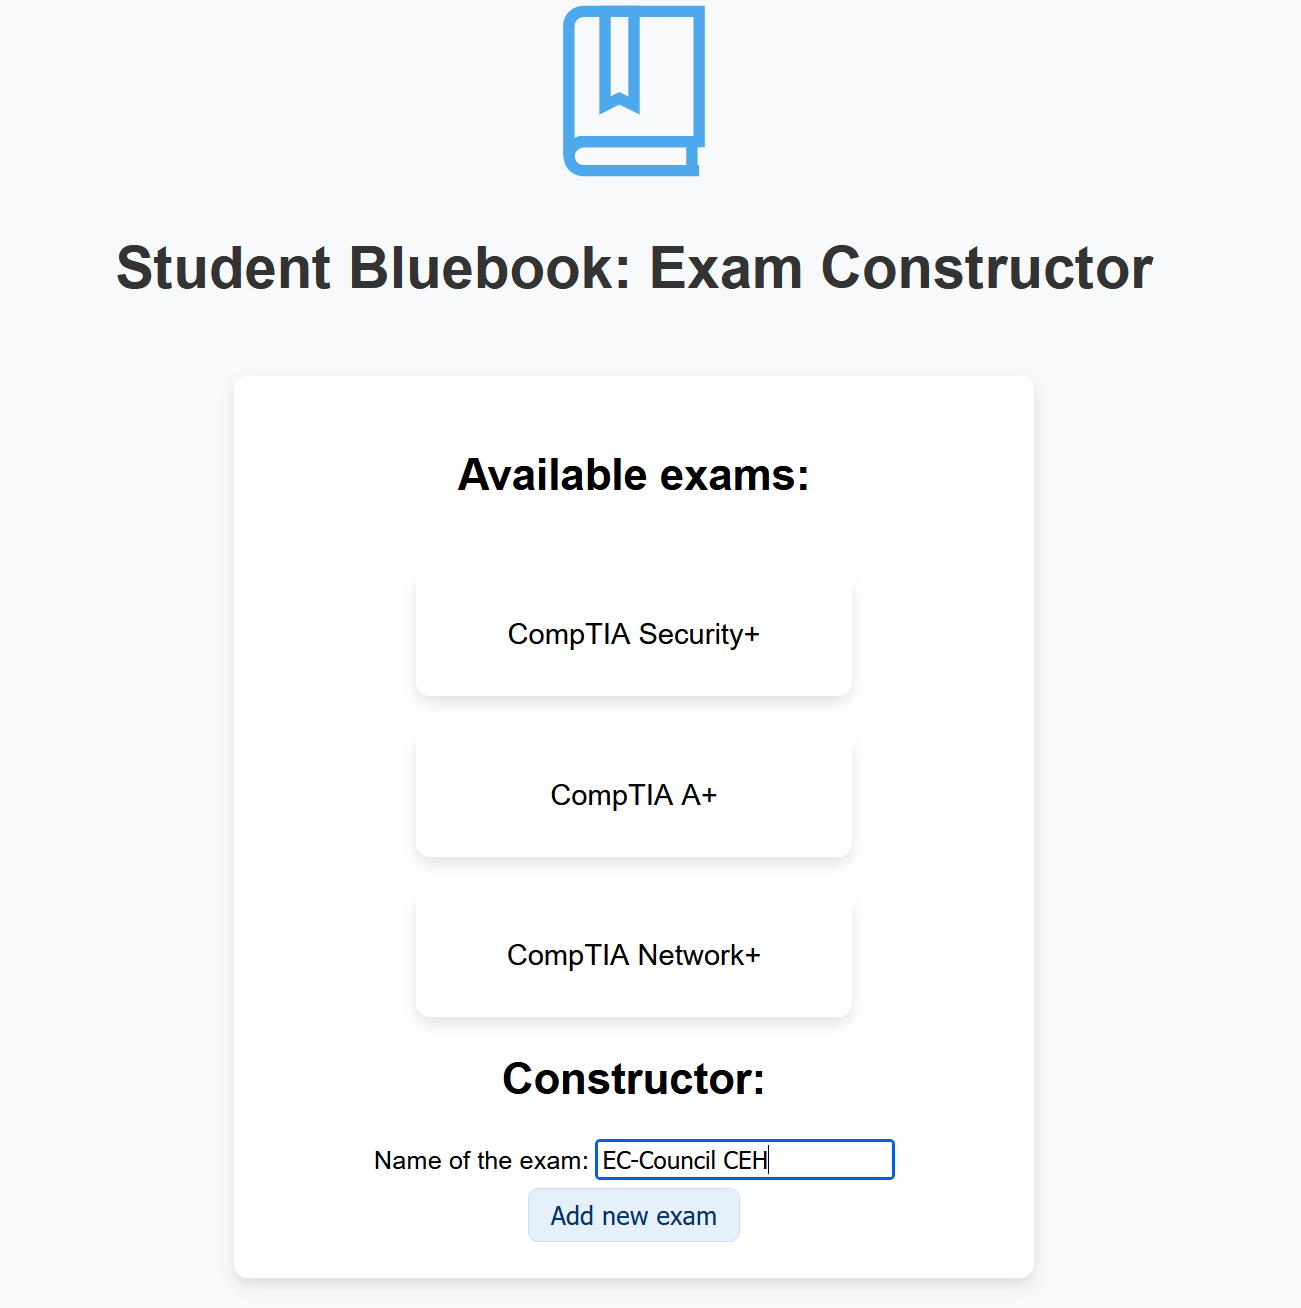 Student Bluebook: Exam Constructor
Available exams:
CompTIA Security+
CompTIA A+
CompTIA Network+
Constructor:
Name of the exam: EC-Council CEH
Add new exam